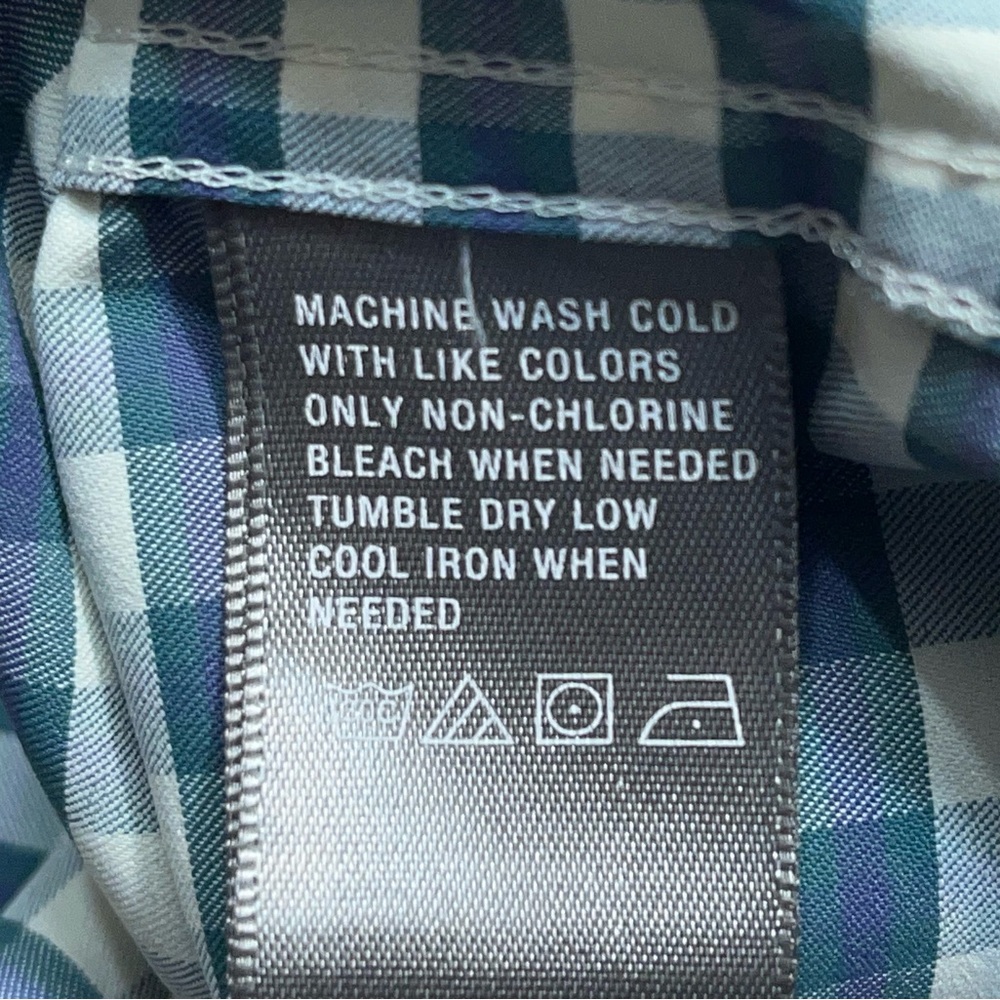 MACHINE WASH COLD
WITH LIKE COLORS
ONLY NON-CHLORINE
BLEACH WHEN NEEDED
TUMBLE DRY LOW
COOL IRON WHEN
NEEDED